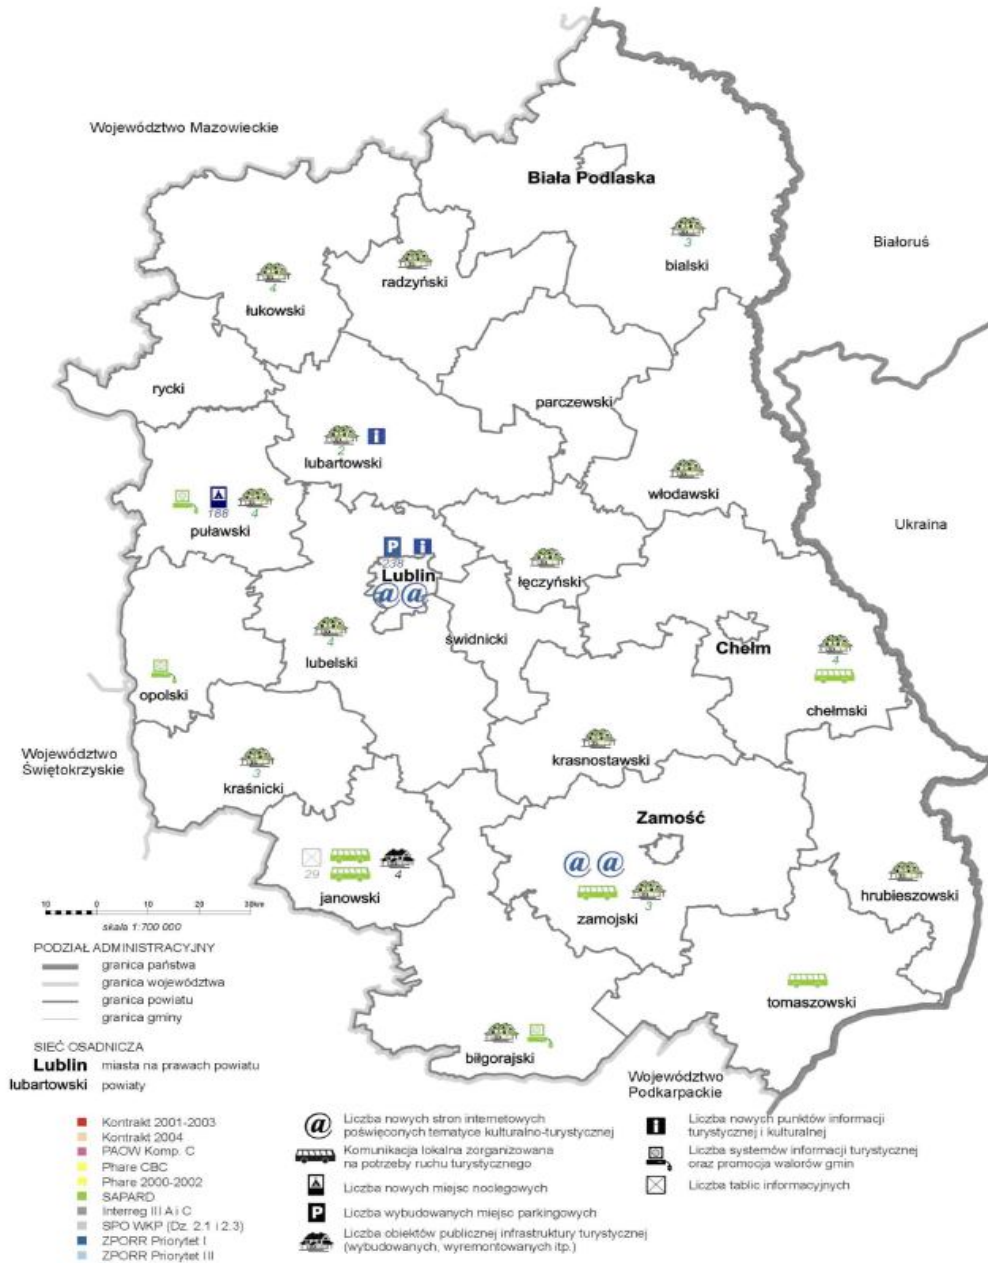 Województwo Mazowieckie
Biała Podlaska
3
bialski
Białoruś
radzyński
4
łukowski
rycki
parczewski
2
lubartowski
włodawski
188
4
puławski
Ukraina
238
Lublin
łęczyński
świdnicki
4
lubelski
Chełm
4
chełmski
opolski
Województwo
Świętokrzyskie
krasnostawski
3
kraśnicki
Zamość
29
4
janowski
3
zamojski
hrubieszowski
tomaszowski
biłgorajski
Województwo
Podkarpackie
10 0 10 20 30km
skala 1:700 000
PODZIAŁ ADMINISTRACYJNY
granica państwa
granica województwa
granica powiatu
granica gminy
SIEĆ OSADNICZA
Lublin miasta na prawach powiatu
lubartowski powiaty
Kontrakt 2001-2003
Kontrakt 2004
PAOW Komp. C
Phare CBC
Phare 2000-2002
SAPARD
Interreg III A i C
SPO WKP (Dz. 2.1 i 2.3)
ZPORR Priorytet I
ZPORR Priorytet III
Liczba nowych stron internetowych
poświęconych tematyce kulturalno-turystycznej
Komunikacja lokalna zorganizowana
na potrzeby ruchu turystycznego
Liczba nowych miejsc noclegowych
Liczba wybudowanych miejsc parkingowych
Liczba obiektów publicznej infrastruktury turystycznej
(wybudowanych, wyremontowanych itp.)
Liczba nowych punktów informacji
turystycznej i kulturalnej
Liczba systemów informacji turystycznej
oraz promocja walorów gmin
Liczba tablic informacyjnych